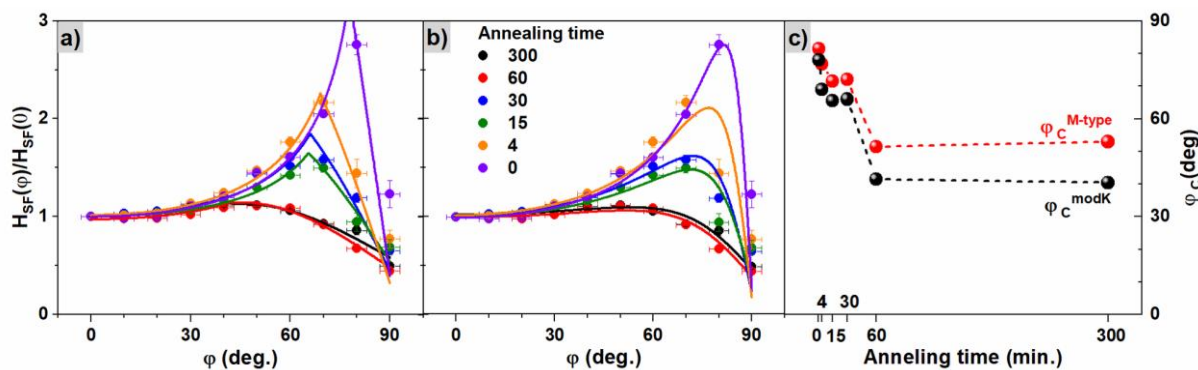 3
2
1
0
H_SF(φ)/H_SF(0)
a)
0 30 60 90
φ (deg.)
b)
Annealing time
300
60
30
15
4
0
0 30 60 90
φ (deg.)
c)
φ_C^M-type
φ_C^modK
4 30
0 15 60 300
Anneling time (min.)
90
60
30
0
φ_C (deg)